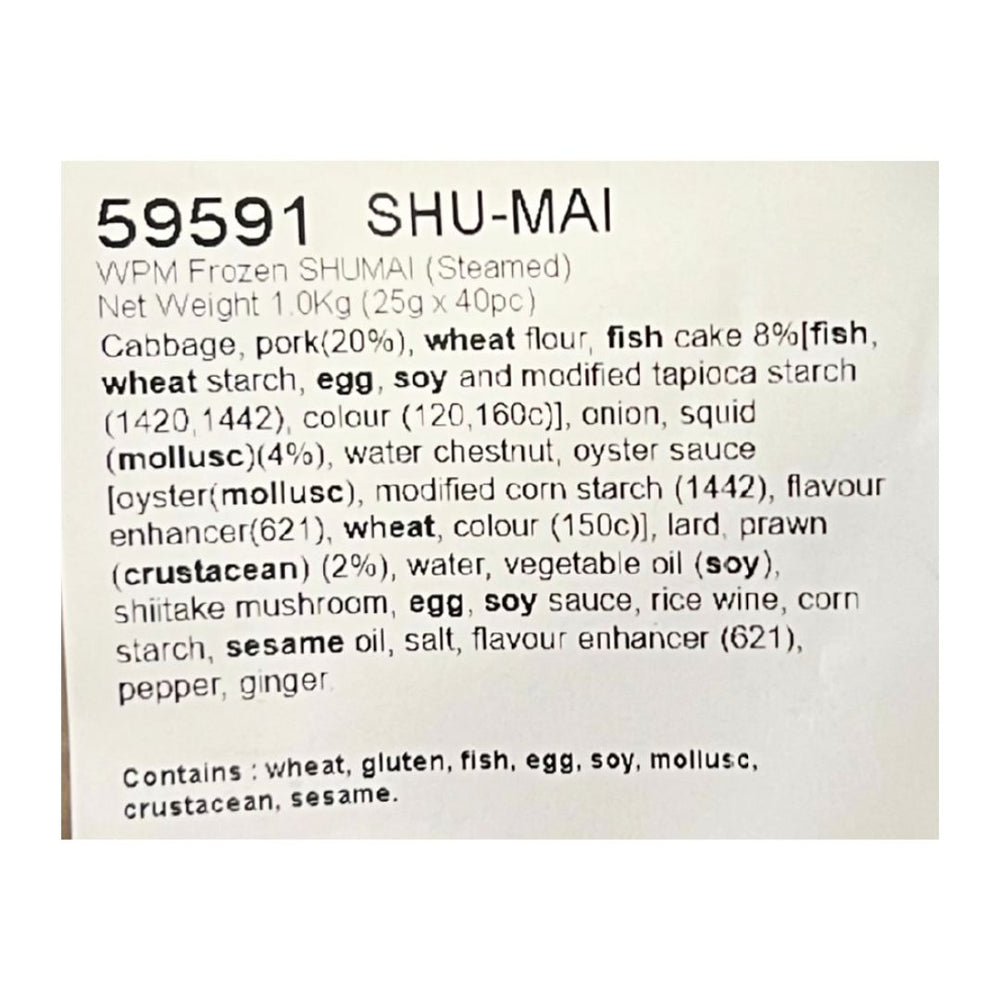 59591 SHU-MAI
WPM Frozen SHUMAI (Steamed)
Net Weight 1.0Kg (25g x 40pc)
Cabbage, pork(20%), wheat flour, fish cake 8%[fish,
wheat starch, egg, soy and modified tapioca starch
(1420,1442), colour (120,160c)], onion, squid
(mollusc)(4%), water chestnut, oyster sauce
[oyster(mollusc), modified corn starch (1442), flavour
enhancer(621), wheat, colour (150c)], lard, prawn
(crustacean) (2%), water, vegetable oil (soy),
shiitake mushroom, egg, soy sauce, rice wine, corn
starch, sesame oil, salt, flavour enhancer (621),
pepper, ginger.
Contains : wheat, gluten, fish, egg, soy, mollusc,
crustacean, sesame.